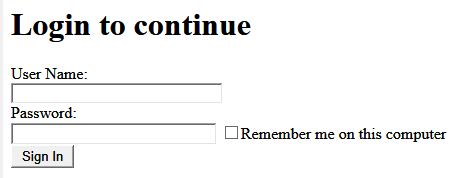 Login to continue
User Name:
Password:
Remember me on this computer
Sign In